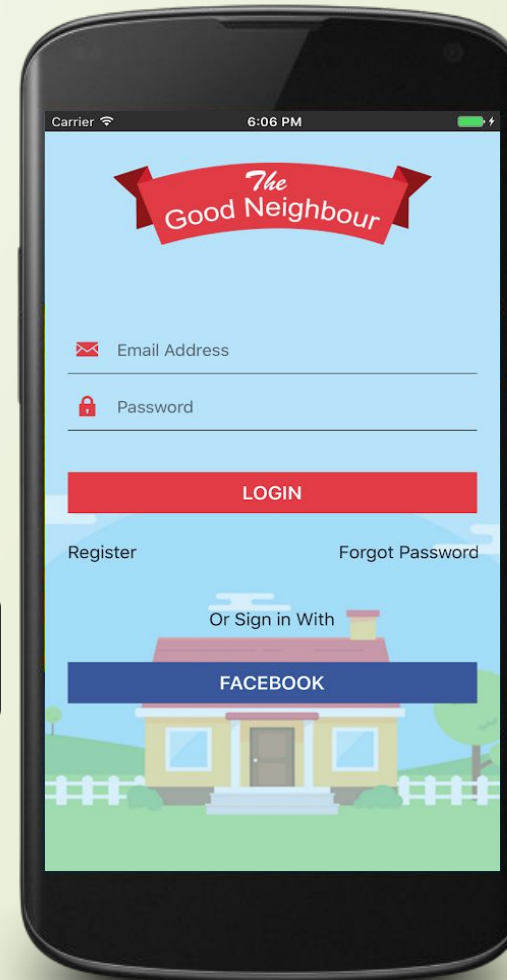 Carrier 6:06 PM
The
Good Neighbour
Email Address
Password
LOGIN
Register Forgot Password
Or Sign in With
FACEBOOK